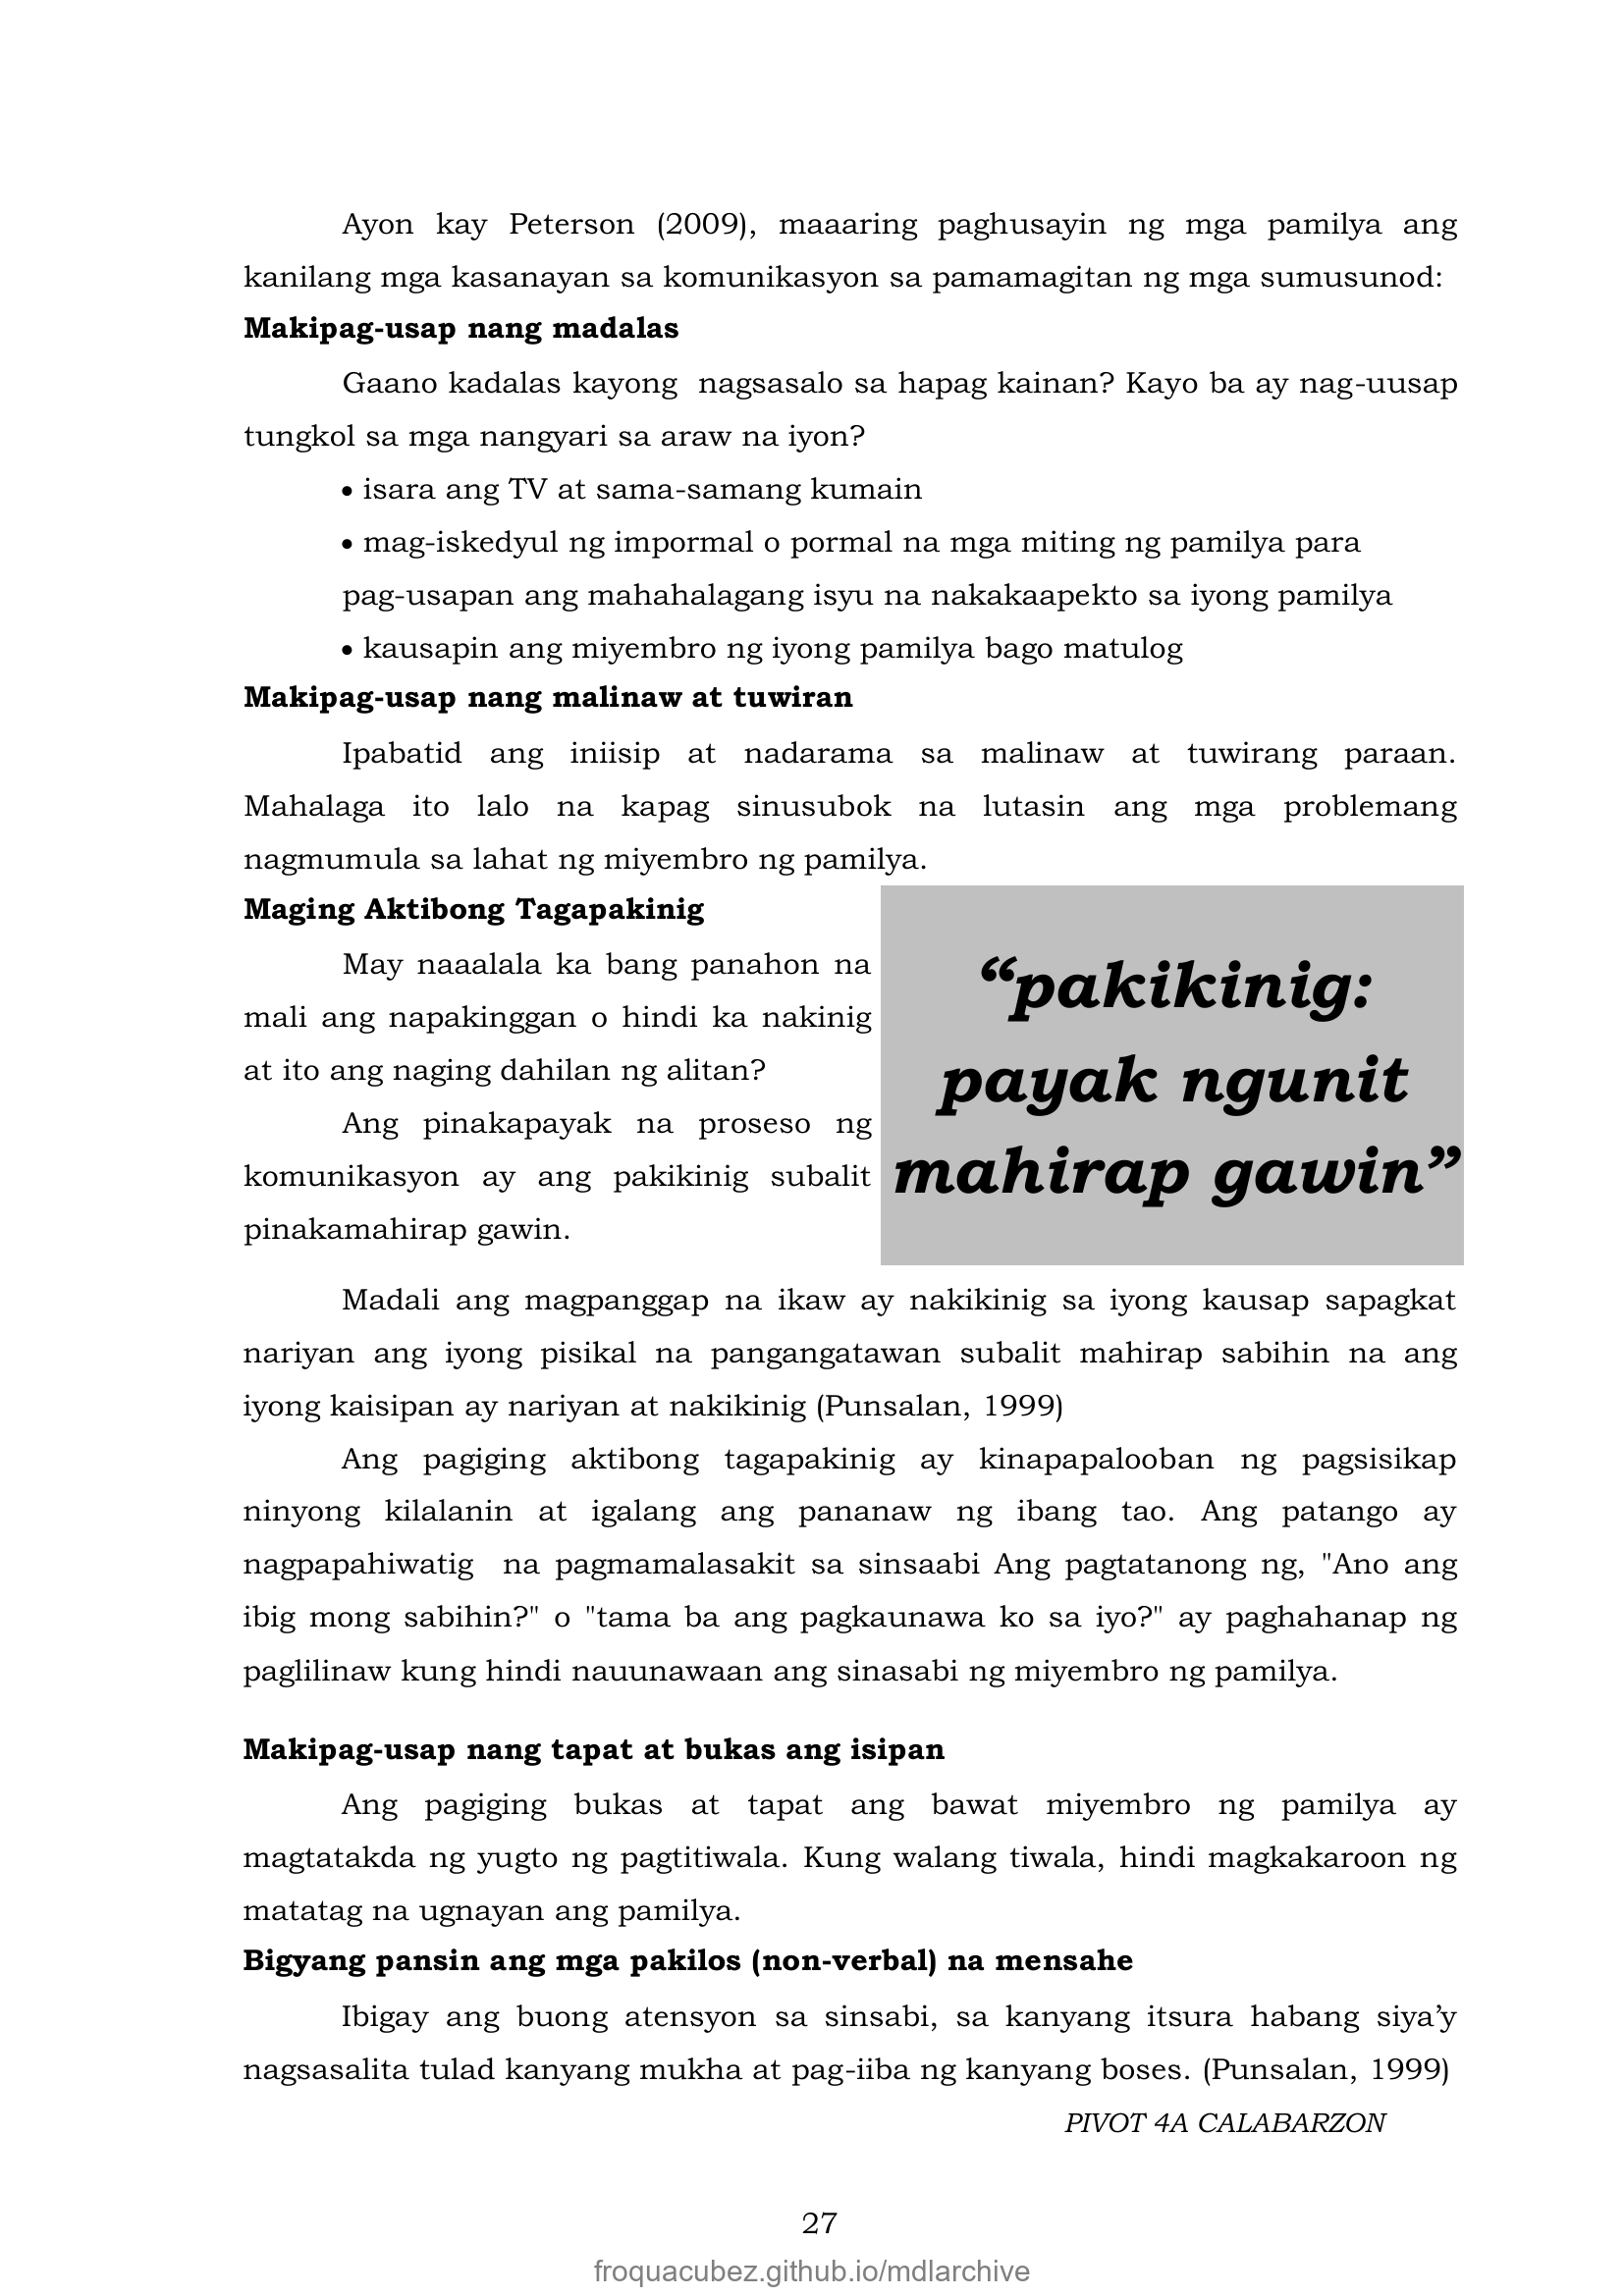 Ayon kay Peterson (2009), maaaring paghusayin ng mga pamilya ang
kanilang mga kasanayan sa komunikasyon sa pamamagitan ng mga sumusunod:
Makipag-usap nang madalas
Gaano kadalas kayong nagsasalo sa hapag kainan? Kayo ba ay nag-uusap
tungkol sa mga nangyari sa araw na iyon?
• isara ang TV at sama-samang kumain
• mag-iskedyul ng impormal o pormal na mga miting ng pamilya para
pag-usapan ang mahahalagang isyu na nakakaapekto sa iyong pamilya
• kausapin ang miyembro ng iyong pamilya bago matulog
Makipag-usap nang malinaw at tuwiran
Ipabatid ang iniisip at nadarama sa malinaw at tuwirang paraan.
Mahalaga ito lalo na kapag sinusubok na lutasin ang mga problemang
nagmumula sa lahat ng miyembro ng pamilya.
Maging Aktibong Tagapakinig
May naaalala ka bang panahon na
mali ang napakinggan o hindi ka nakinig
at ito ang naging dahilan ng alitan?
Ang pinakapayak na proseso ng
komunikasyon ay ang pakikinig subalit
pinakamahirap gawin.
“pakikinig:
payak ngunit
mahirap gawin”
Madali ang magpanggap na ikaw ay nakikinig sa iyong kausap sapagkat
nariyan ang iyong pisikal na pangangatawan subalit mahirap sabihin na ang
iyong kaisipan ay nariyan at nakikinig (Punsalan, 1999)
Ang pagiging aktibong tagapakinig ay kinapapalooban ng pagsisikap
ninyong kilalanin at igalang ang pananaw ng ibang tao. Ang patango ay
nagpapahiwatig na pagmamalasakit sa sinsaabi Ang pagtatanong ng, "Ano ang
ibig mong sabihin?" o "tama ba ang pagkaunawa ko sa iyo?" ay paghahanap ng
paglilinaw kung hindi nauunawaan ang sinasabi ng miyembro ng pamilya.
Makipag-usap nang tapat at bukas ang isipan
Ang pagiging bukas at tapat ang bawat miyembro ng pamilya ay
magtatakda ng yugto ng pagtitiwala. Kung walang tiwala, hindi magkakaroon ng
matatag na ugnayan ang pamilya.
Bigyang pansin ang mga pakilos (non-verbal) na mensahe
Ibigay ang buong atensyon sa sinsabi, sa kanyang itsura habang siya’y
nagsasalita tulad kanyang mukha at pag-iiba ng kanyang boses. (Punsalan, 1999)
PIVOT 4A CALABARZON
27
froquacubez.github.io/mdlarchive